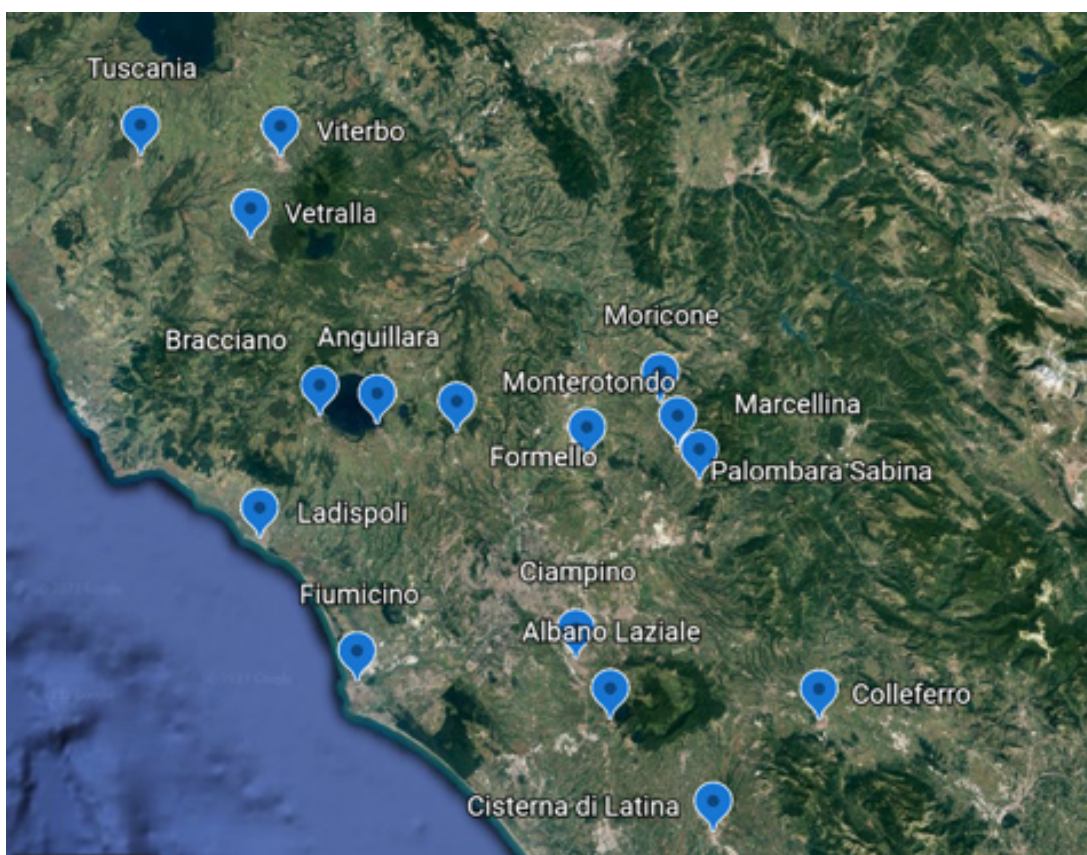 Tuscania
Viterbo
Vetralla
Moricone
Bracciano
Anguillara
Monterotondo
Marcellina
Formello
Palombara Sabina
Ladispoli
Ciampino
Fiumicino
Albano Laziale
Colleferro
Cisterna di Latina